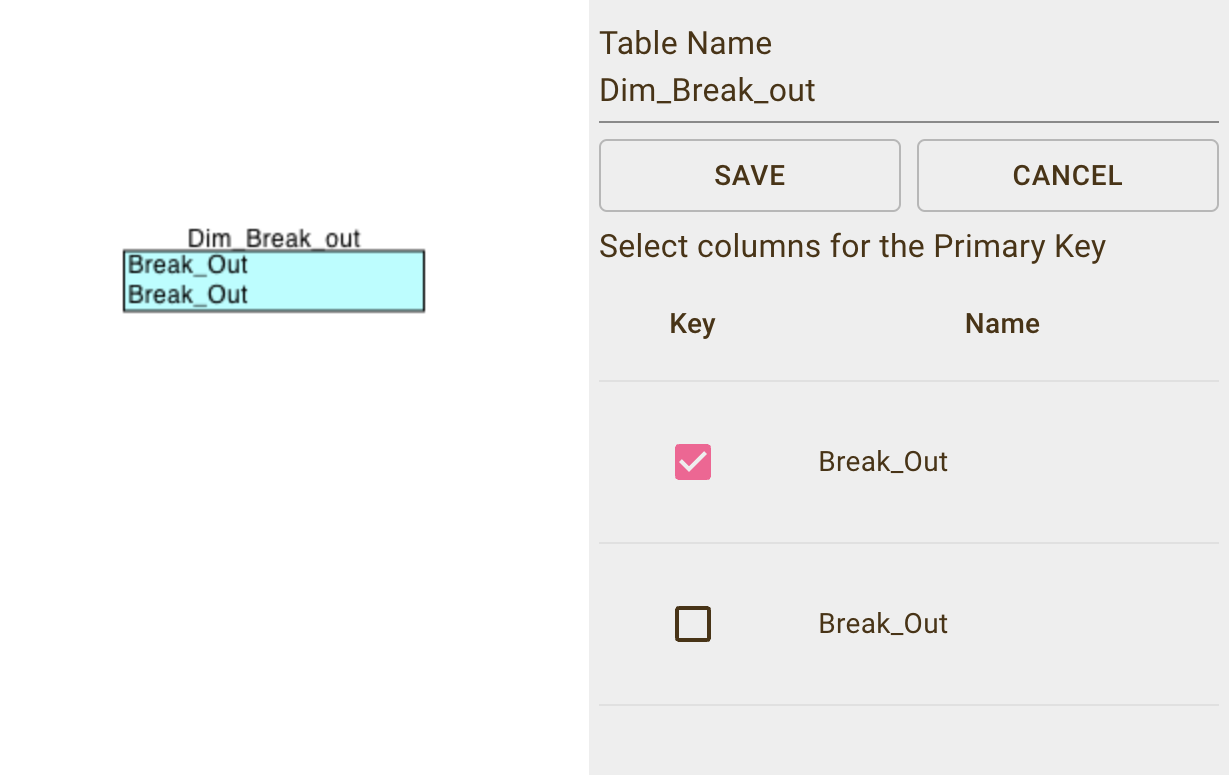 Dim_Break_out
Break_Out
Break_Out
Table Name
Dim_Break_out
SAVE
CANCEL
Select columns for the Primary Key
Key
Name
Break_Out
Break_Out